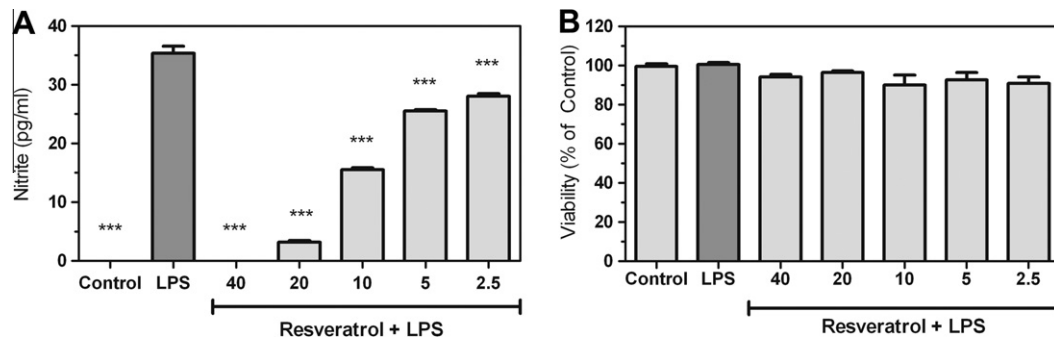 A
Nitrite (pg/ml)
40
30
20
10
0
***
***
***
***
***
***
Control LPS 40 20 10 5 2.5
Resveratrol + LPS
B
Viability (% of Control)
120
100
80
60
40
20
0
Control LPS 40 20 10 5 2.5
Resveratrol + LPS